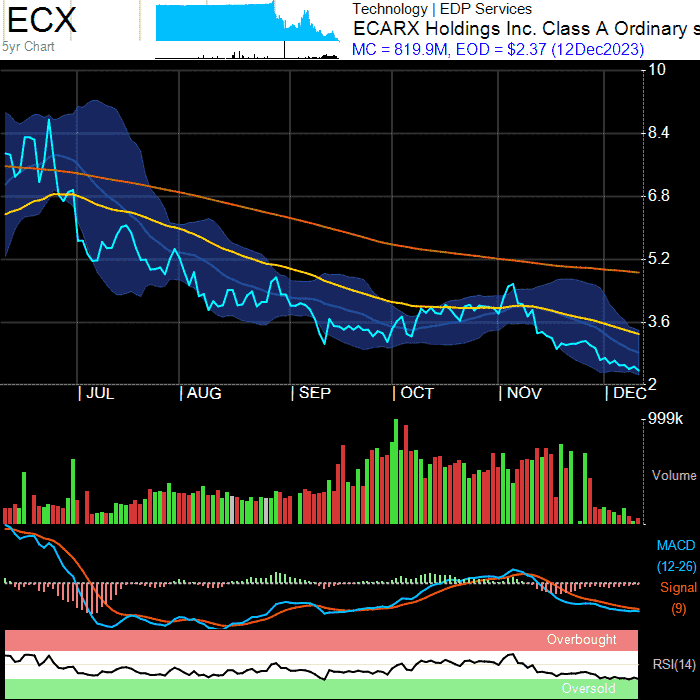 ECX
5yr Chart
Technology | EDP Services
ECARX Holdings Inc. Class A Ordinary s
MC = 819.9M, EOD = $2.37 (12Dec2023)
10
8.4
6.8
5.2
3.6
2
JUL AUG SEP OCT NOV DEC
999k
Volume
MACD
(12-26)
Signal
(9)
Overbought
RSI(14)
Oversold